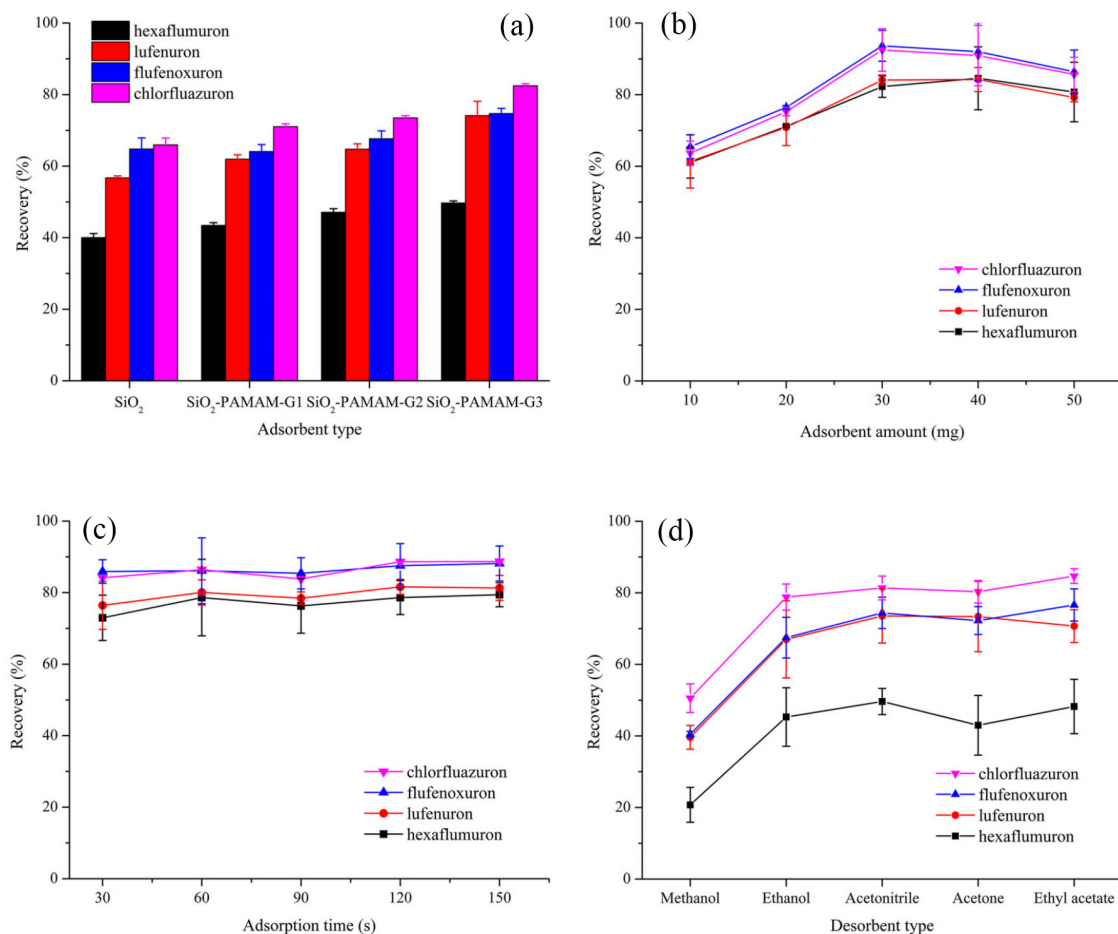 (a)
hexaflumuron
lufenuron
flufenoxuron
chlorfluazuron
100
80
60
40
20
0
Recovery (%)
SiO₂ SiO₂-PAMAM-G1 SiO₂-PAMAM-G2 SiO₂-PAMAM-G3
Adsorbent type
(b)
100
80
60
40
20
0
Recovery (%)
chlorfluazuron
flufenoxuron
lufenuron
hexaflumuron
10 20 30 40 50
Adsorbent amount (mg)
(c)
100
80
60
40
20
0
Recovery (%)
chlorfluazuron
flufenoxuron
lufenuron
hexaflumuron
30 60 90 120 150
Adsorption time (s)
(d)
100
80
60
40
20
0
Recovery (%)
chlorfluazuron
flufenoxuron
lufenuron
hexaflumuron
Methanol Ethanol Acetonitrile Acetone Ethyl acetate
Desorbent type